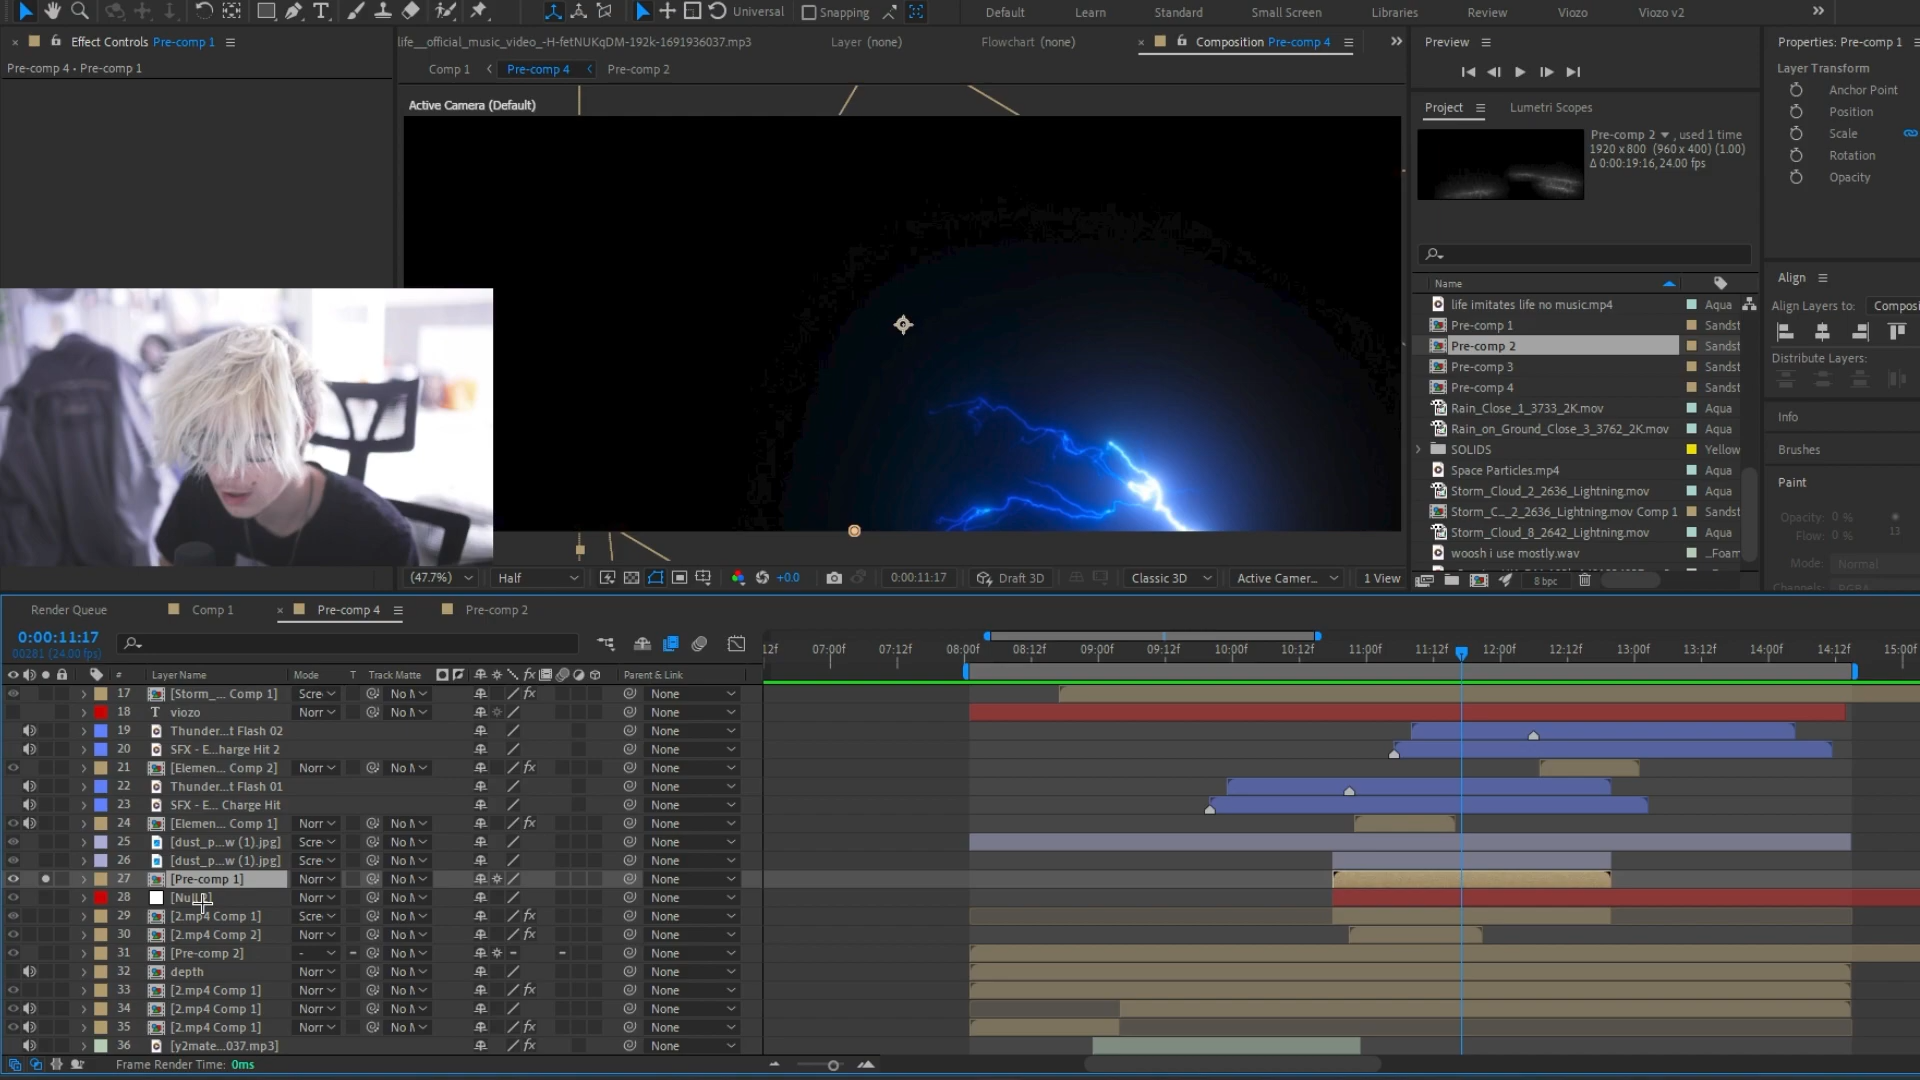 Universal
Snapping
Default
Learn
Standard
Small Screen
Libraries
Review
Viozo
Viozo v2
Effect Controls Pre-comp 1
Pre-comp 4 • Pre-comp 1
life__official_music_video_-H-fetNUKqDM-192k-1691936037.mp3
Layer (none)
Flowchart (none)
Composition Pre-comp 4
Comp 1
Pre-comp 4
Pre-comp 2
Active Camera (Default)
Preview
Project
Lumetri Scopes
Pre-comp 2 , used 1 time
1920 x 800 (960 x 400) (1.00)
Δ 0:00:19:16, 24.00 fps
Name
life imitates life no music.mp4 Aqua
Pre-comp 1 Sandst
Pre-comp 2 Sandst
Pre-comp 3 Sandst
Pre-comp 4 Sandst
Rain_Close_1_3733_2K.mov Aqua
Rain_on_Ground_Close_3_3762_2K.mov Aqua
SOLIDS Yellow
Space Particles.mp4 Aqua
Storm_Cloud_2_2636_Lightning.mov Aqua
Storm_C..._2_2636_Lightning.mov Comp 1 Sandst
Storm_Cloud_8_2642_Lightning.mov Aqua
woosh i use mostly.wav _Foam
8 bpc
Properties: Pre-comp 1
Layer Transform
Anchor Point
Position
Scale
Rotation
Opacity
Align
Align Layers to: Composi
Distribute Layers:
Info
Brushes
Paint
Opacity: 0 %
Flow: 0 %
13
Mode: Normal
Channels: RGBA
(47.7%)
Half
+0.0
0:00:11:17
Draft 3D
Classic 3D
Active Camer...
1 View
Render Queue
Comp 1
Pre-comp 4
Pre-comp 2
0:00:11:17
00281 (24.00 fps)
12f 07:00f 07:12f 08:00f 08:12f 09:00f 09:12f 10:00f 10:12f 11:00f 11:12f 12:00f 12:12f 13:00f 13:12f 14:00f 14:12f 15:00f
# Layer Name Mode T Track Matte Parent & Link
17 [Storm_... Comp 1] Scre No M fx None
18 T viozo Norr No M None
19 Thunder...t Flash 02 None
20 SFX - E...harge Hit 2 None
21 [Elemen... Comp 2] Norr No M fx None
22 Thunder...t Flash 01 None
23 SFX - E... Charge Hit None
24 [Elemen... Comp 1] Norr No M fx None
25 [dust_p...w (1).jpg] Scre No M None
26 [dust_p...w (1).jpg] Scre No M None
27 [Pre-comp 1] Norr No M None
28 [Null 2] Norr No M None
29 [2.mp4 Comp 1] Scre No M fx None
30 [2.mp4 Comp 2] Norr No M fx None
31 [Pre-comp 2] - No M None
32 depth Norr No M None
33 [2.mp4 Comp 1] Norr No M fx None
34 [2.mp4 Comp 1] Norr No M None
35 [2.mp4 Comp 1] Norr No M fx None
36 [y2mate...037.mp3] None
Frame Render Time: 0ms